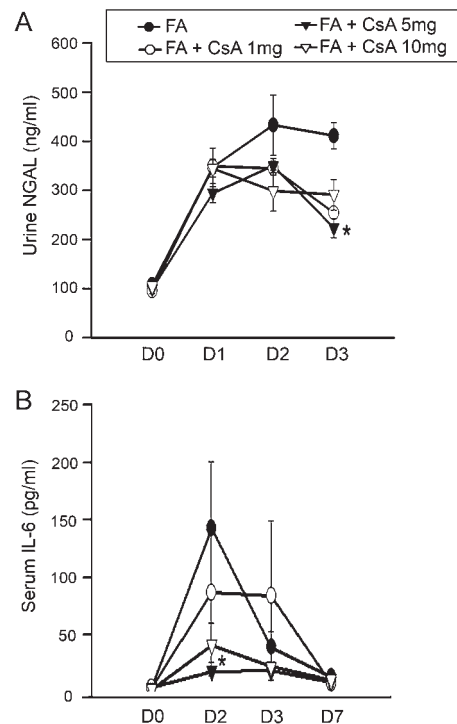 A
FA
FA + CsA 5mg
FA + CsA 1mg
FA + CsA 10mg
Urine NGAL (ng/ml)
600
500
400
300
200
100
0
*
D0 D1 D2 D3
B
Serum IL-6 (pg/ml)
250
200
150
100
50
0
*
D0 D2 D3 D7